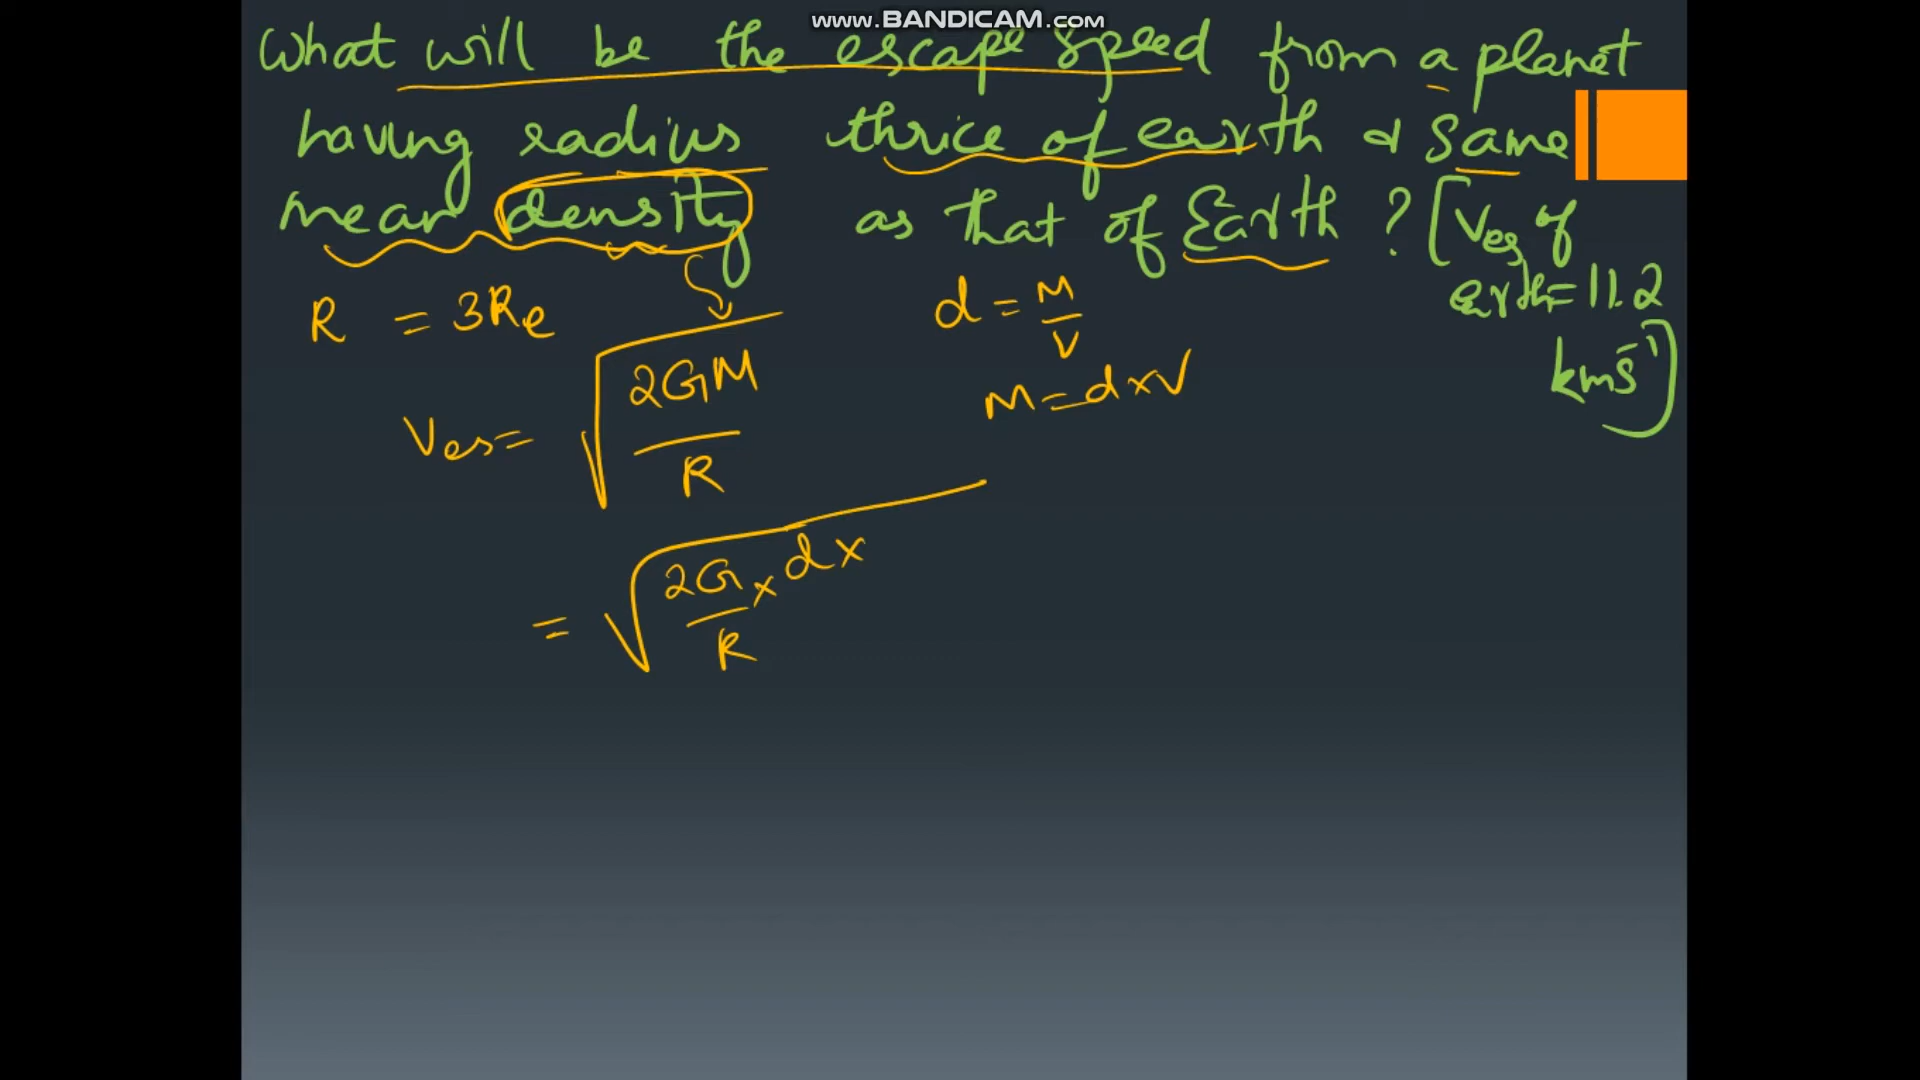 www.BANDICAM.com
What will be the escape speed from a planet
having radius thrice of earth & same
mean density as that of Earth ? [Ves of
earth = 11.2
kms-1]
R = 3Re
d = M/V
M = d x V
Ves = √2GM/R
= √2G/R x d x